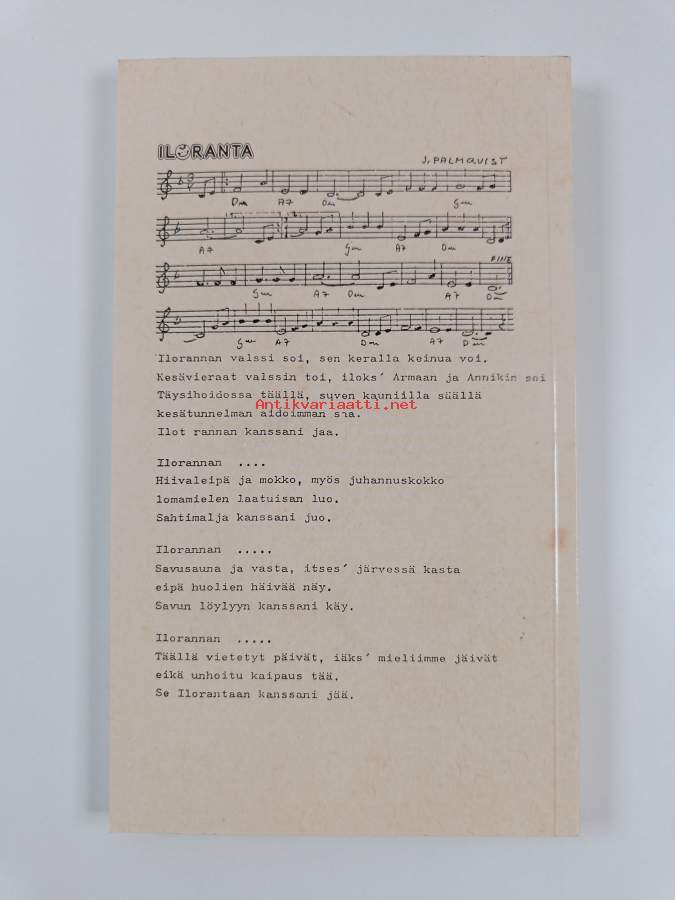 ILORANTA
J. PALMQUIST
Dm A7 Dm Gm
A7 Gm A7 Dm
FINE
Gm A7 Dm A7 Dm
Gm A7 Dm A7 Dm
Ilorannan valssi soi, sen keralla keinua voi.
Kesävieraat valssin toi, iloks' Armaan ja Annikin soi
Täysihoidossa täällä, suven kauniilla säällä
Antikvariaatti.net
kesätunnelman aidoimman saa.
Ilot rannan kanssani jaa.
Ilorannan ....
Hiivaleipä ja mokko, myös juhannuskokko
lomamielen laatuisan luo.
Sahtimalja kanssani juo.
Ilorannan .....
Savusauna ja vasta, itses' järvessä kasta
eipä huolien häivää näy.
Savun löylyyn kanssani käy.
Ilorannan .....
Täällä vietetyt päivät, iäks' mieliimme jäivät
eikä unhoitu kaipaus tää.
Se Ilorantaan kanssani jää.